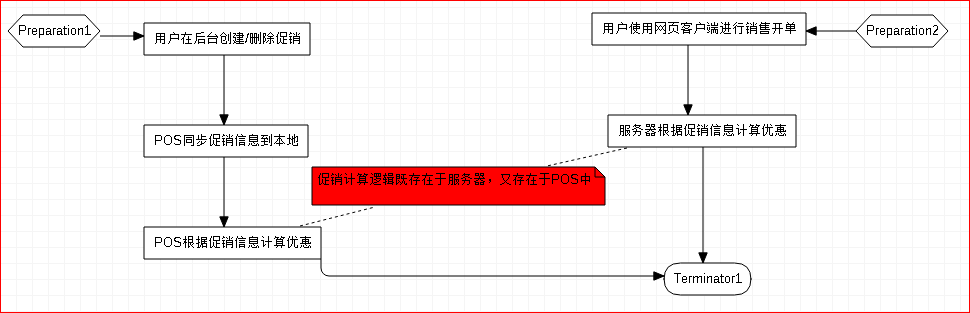 Preparation1
用户在后台创建/删除促销
用户使用网页客户端进行销售开单
Preparation2
POS同步促销信息到本地
服务器根据促销信息计算优惠
促销计算逻辑既存在于服务器，又存在于POS中
POS根据促销信息计算优惠
Terminator1